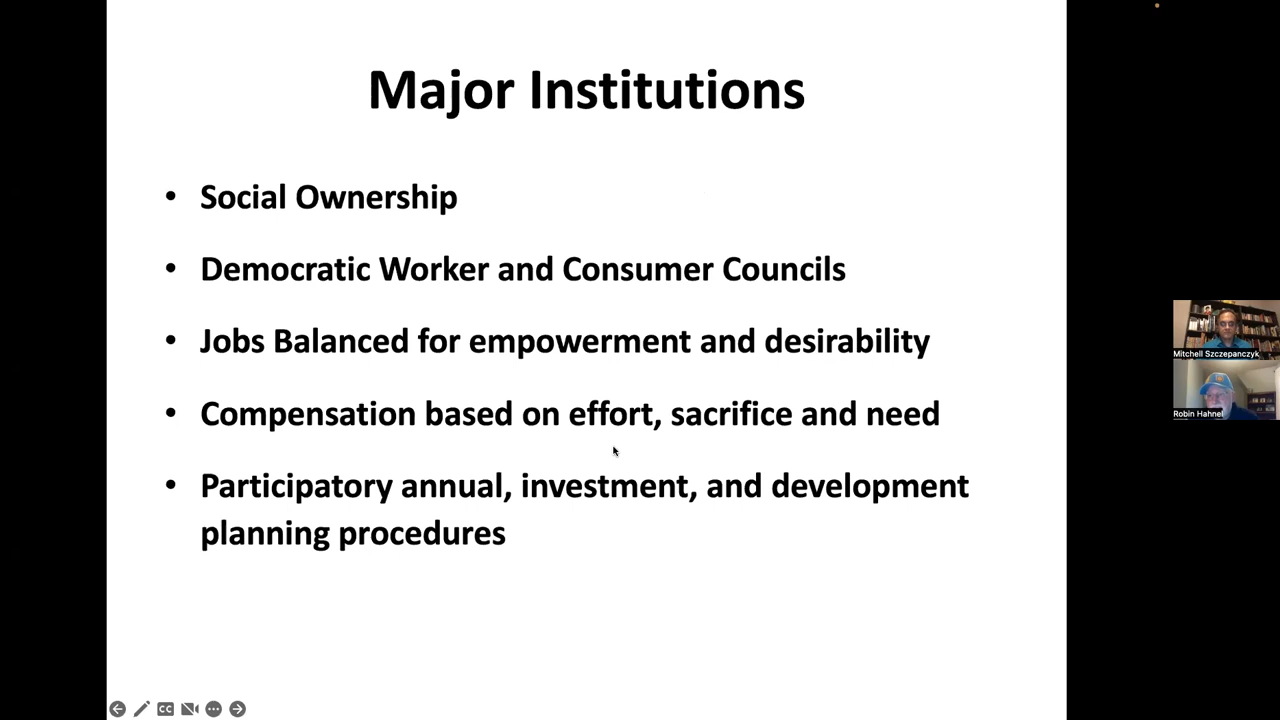 Major Institutions
• Social Ownership
• Democratic Worker and Consumer Councils
• Jobs Balanced for empowerment and desirability
• Compensation based on effort, sacrifice and need
• Participatory annual, investment, and development
planning procedures
Mitchell Szczepanczyk
Robin Hahnel
CC